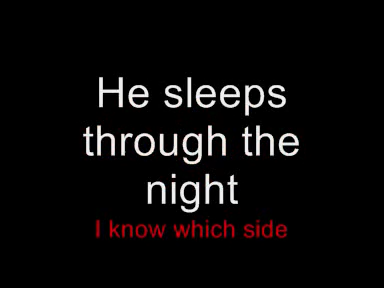 He sleeps
through the
night
I know which side